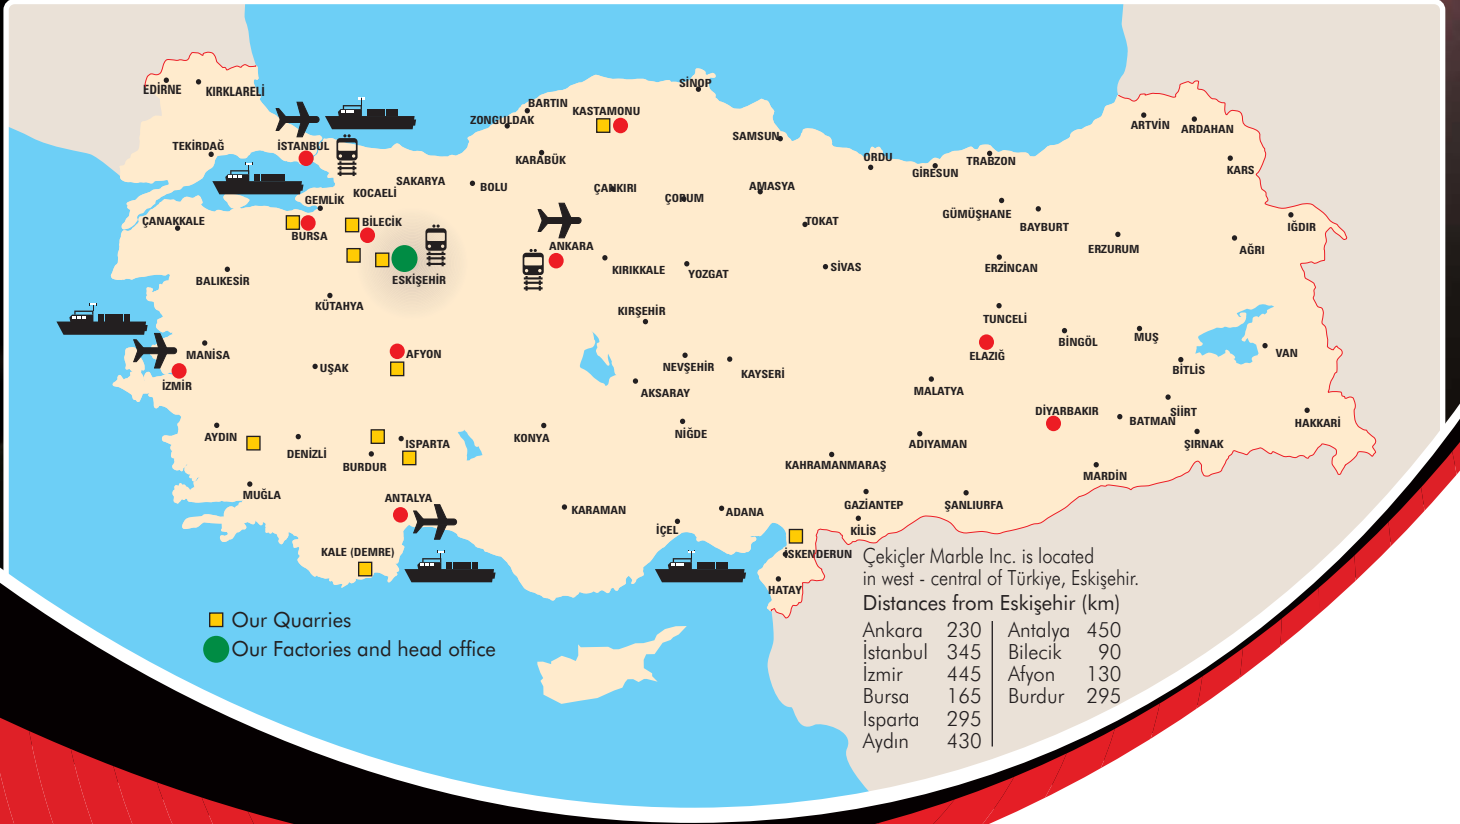 EDİRNE
KIRKLARELİ
TEKİRDAĞ
İSTANBUL
ÇANAKKALE
GEMLİK
KOCAELİ
SAKARYA
BURSA
BİLECİK
ESKİŞEHİR
BALIKESİR
KÜTAHYA
BOLU
ZONGULDAK
BARTIN
KARABÜK
KASTAMONU
SİNOP
ÇANKIRI
ÇORUM
SAMSUN
AMASYA
TOKAT
ORDU
GİRESUN
TRABZON
GÜMÜŞHANE
BAYBURT
ARTVİN
ARDAHAN
KARS
IĞDIR
AĞRI
ERZURUM
ERZİNCAN
ANKARA
KIRIKKALE
YOZGAT
SİVAS
KIRŞEHİR
TUNCELİ
ELAZIĞ
BİNGÖL
MUŞ
BİTLİS
VAN
MANİSA
İZMİR
UŞAK
AFYON
NEVŞEHİR
KAYSERİ
AKSARAY
MALATYA
DİYARBAKIR
BATMAN
SİİRT
ŞIRNAK
HAKKARİ
AYDIN
DENİZLİ
BURDUR
ISPARTA
KONYA
NİĞDE
ADIYAMAN
KAHRAMANMARAŞ
MARDİN
MUĞLA
ANTALYA
KARAMAN
İÇEL
ADANA
GAZİANTEP
ŞANLIURFA
KİLİS
KALE (DEMRE)
İSKENDERUN
HATAY
Our Quarries
Our Factories and head office
Çekiçler Marble Inc. is located
in west - central of Türkiye, Eskişehir.
Distances from Eskişehir (km)
Ankara 230 Antalya 450
İstanbul 345 Bilecik 90
İzmir 445 Afyon 130
Bursa 165 Burdur 295
Isparta 295
Aydın 430